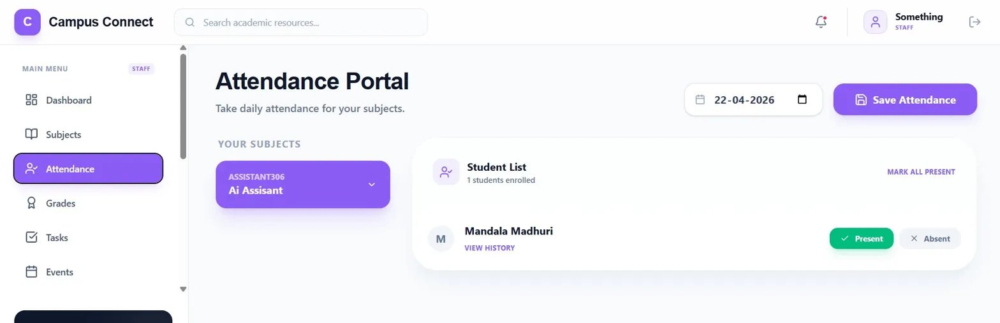 C
Campus Connect
Search academic resources...
Something
STAFF
MAIN MENU
STAFF
Dashboard
Subjects
Attendance
Grades
Tasks
Events
Attendance Portal
Take daily attendance for your subjects.
22-04-2026
Save Attendance
YOUR SUBJECTS
ASSISTANT306
Ai Assisant
Student List
1 students enrolled
MARK ALL PRESENT
M
Mandala Madhuri
VIEW HISTORY
Present
Absent